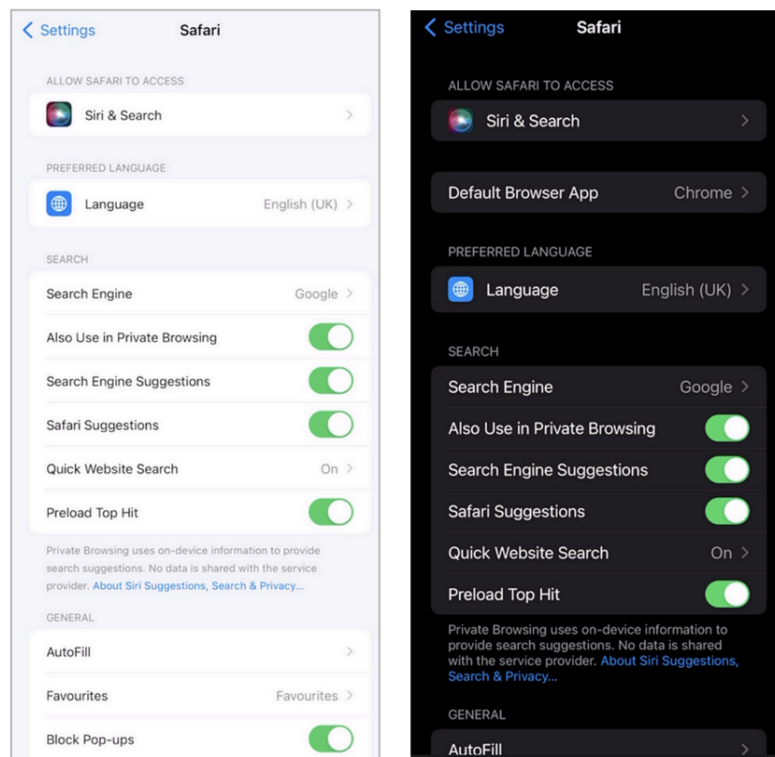 Settings
Safari
ALLOW SAFARI TO ACCESS
Siri & Search
PREFERRED LANGUAGE
Language
English (UK)
SEARCH
Search Engine
Google
Also Use in Private Browsing
Search Engine Suggestions
Safari Suggestions
Quick Website Search
On
Preload Top Hit
Private Browsing uses on-device information to provide
search suggestions. No data is shared with the service
provider. About Siri Suggestions, Search & Privacy...
GENERAL
AutoFill
Favourites
Favourites
Block Pop-ups
Settings
Safari
ALLOW SAFARI TO ACCESS
Siri & Search
Default Browser App
Chrome
PREFERRED LANGUAGE
Language
English (UK)
SEARCH
Search Engine
Google
Also Use in Private Browsing
Search Engine Suggestions
Safari Suggestions
Quick Website Search
On
Preload Top Hit
Private Browsing uses on-device information to
provide search suggestions. No data is shared
with the service provider. About Siri Suggestions,
Search & Privacy...
GENERAL
AutoFill